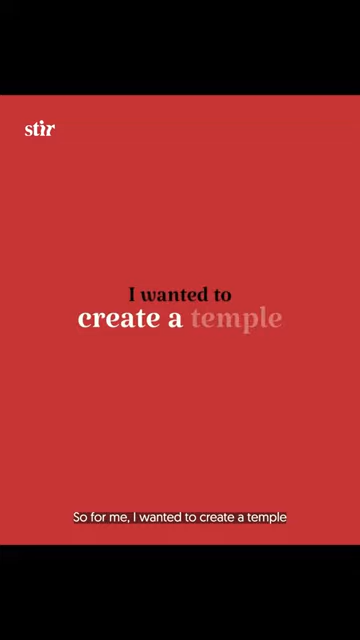 stir
I wanted to
create a temple
So for me, I wanted to create a temple